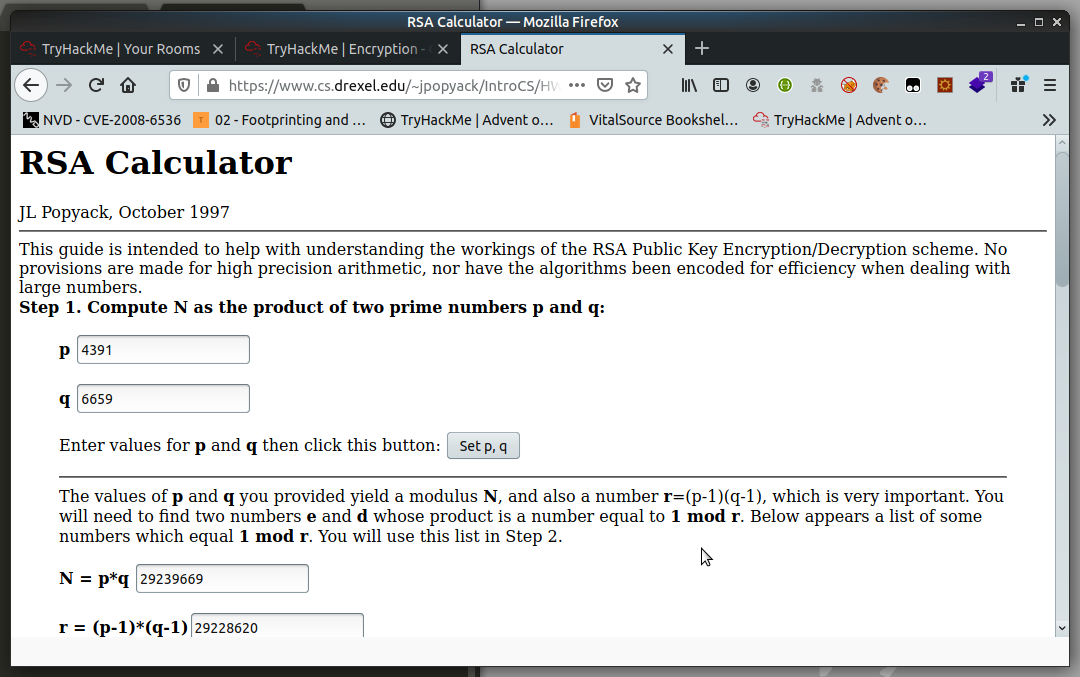 RSA Calculator — Mozilla Firefox
TryHackMe | Your Rooms
TryHackMe | Encryption -
RSA Calculator
https://www.cs.drexel.edu/~jpopyack/IntroCS/HW
2
NVD - CVE-2008-6536
02 - Footprinting and ...
TryHackMe | Advent o...
VitalSource Bookshel...
TryHackMe | Advent o...
RSA Calculator
JL Popyack, October 1997
This guide is intended to help with understanding the workings of the RSA Public Key Encryption/Decryption scheme. No
provisions are made for high precision arithmetic, nor have the algorithms been encoded for efficiency when dealing with
large numbers.
Step 1. Compute N as the product of two prime numbers p and q:
p 4391
q 6659
Enter values for p and q then click this button: Set p, q
The values of p and q you provided yield a modulus N, and also a number r=(p-1)(q-1), which is very important. You
will need to find two numbers e and d whose product is a number equal to 1 mod r. Below appears a list of some
numbers which equal 1 mod r. You will use this list in Step 2.
N = p*q 29239669
r = (p-1)*(q-1) 29228620